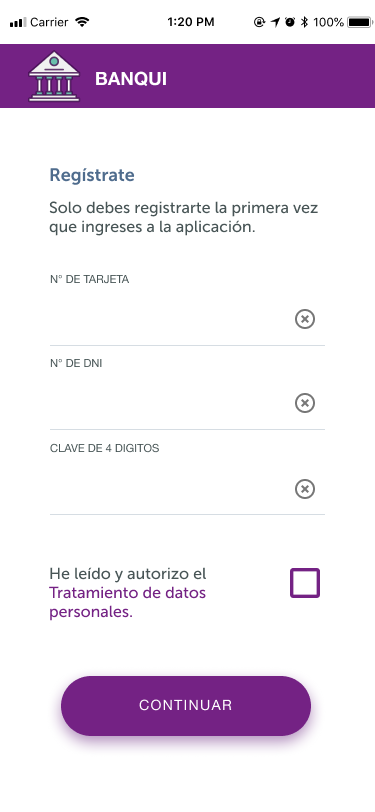 Carrier 1:20 PM 100%
BANQUI
Regístrate
Solo debes registrarte la primera vez
que ingreses a la aplicación.
N° DE TARJETA
N° DE DNI
CLAVE DE 4 DIGITOS
He leído y autorizo el
Tratamiento de datos
personales.
CONTINUAR